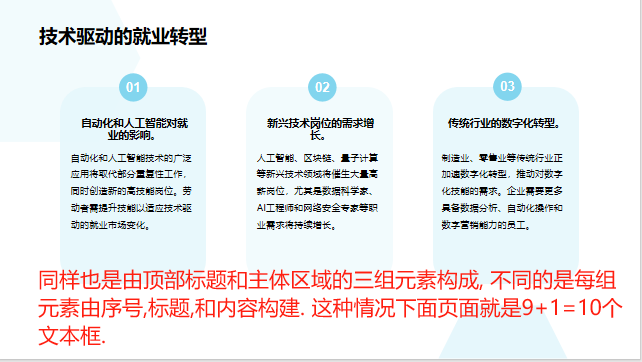 技术驱动的就业转型
01
自动化和人工智能对就
业的影响。
自动化和人工智能技术的广泛
应用将取代部分重复性工作，
同时创造新的高技能岗位。劳
动者需提升技能以适应技术驱
动的就业市场变化。
02
新兴技术岗位的需求增
长。
人工智能、区块链、量子计算
等新兴技术领域将催生大量高
薪岗位，尤其是数据科学家、
AI工程师和网络安全专家等职
业需求将持续增长。
03
传统行业的数字化转型。
制造业、零售业等传统行业正
加速数字化转型，推动对数字
化技能的需求。企业需要更多
具备数据分析、自动化操作和
数字营销能力的员工。
同样也是由顶部标题和主体区域的三组元素构成, 不同的是每组
元素由序号,标题,和内容构建. 这种情况下面页面就是9+1=10个
文本框.